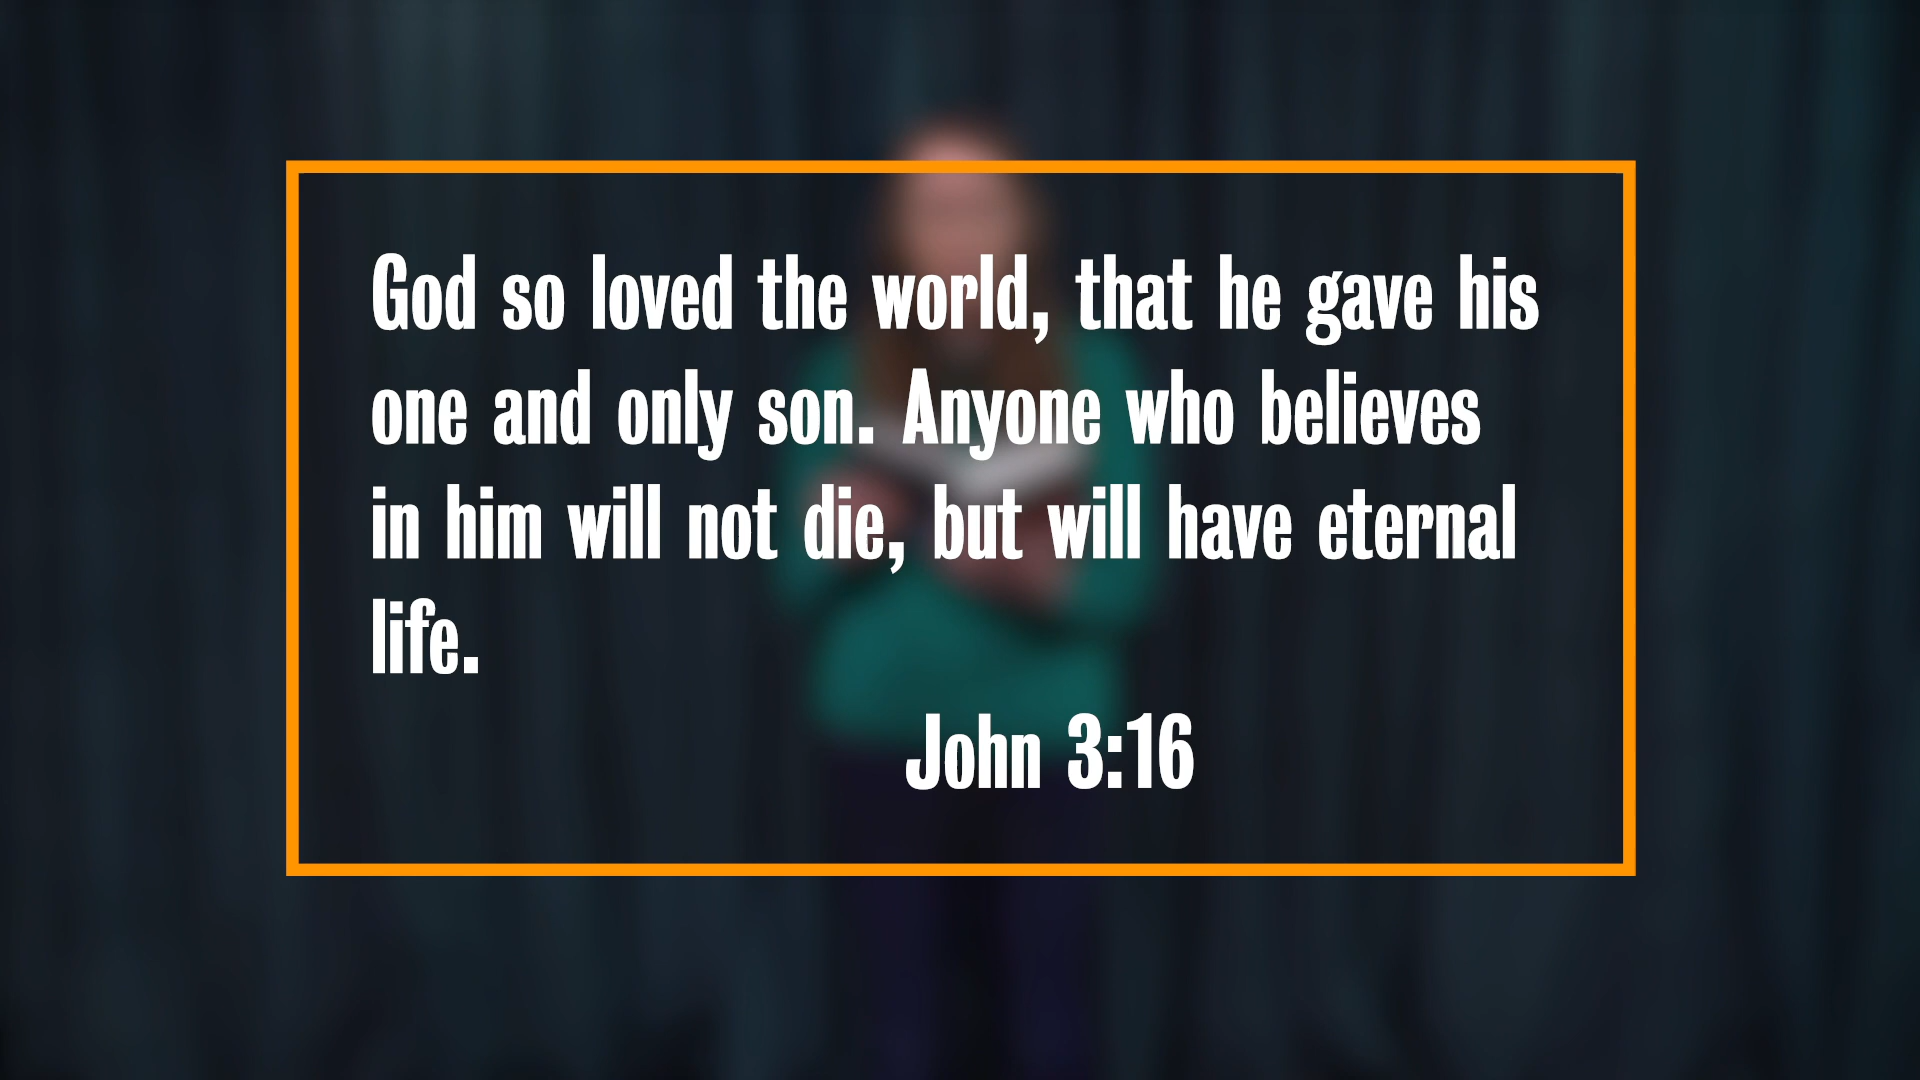 God so loved the world, that he gave his
one and only son. Anyone who believes
in him will not die, but will have eternal
life.
John 3:16